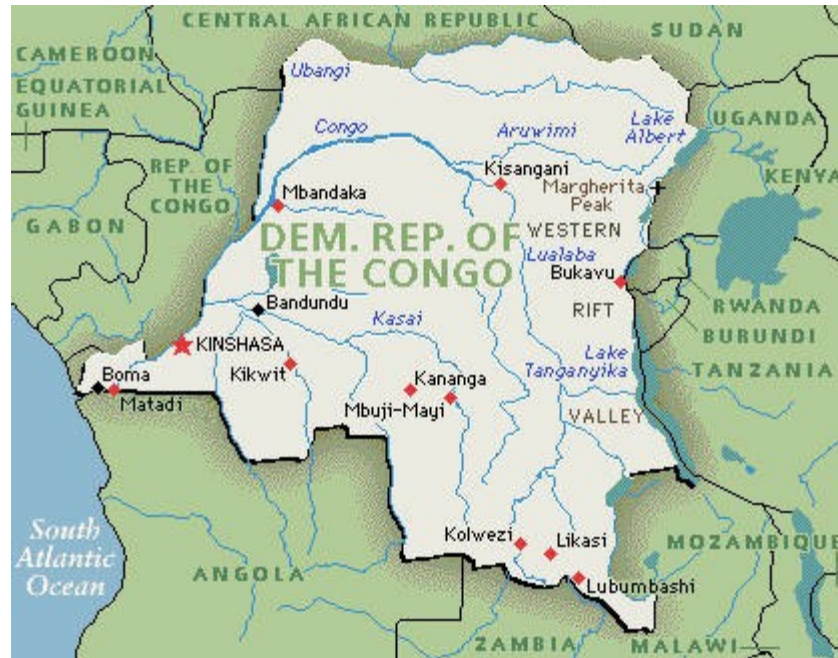 CENTRAL AFRICAN REPUBLIC
SUDAN
CAMEROON
EQUATORIAL
GUINEA
Ubangi
UGANDA
Lake
Albert
Congo
Aruwimi
REP. OF
THE
CONGO
Kisangani
KENYA
Margherita
Peak
Mbandaka
GABON
WESTERN
DEM. REP. OF
THE CONGO
Lualaba
Bukavu
Bandundu
RIFT
RWANDA
BURUNDI
Kasai
KINSHASA
Lake
Tanganyika
TANZANIA
Boma
Kikwit
Kananga
Matadi
Mbuji-Mayi
VALLEY
South
Atlantic
Ocean
Kolwezi
Likasi
MOZAMBIQUE
ANGOLA
Lubumbashi
ZAMBIA
MALAWI